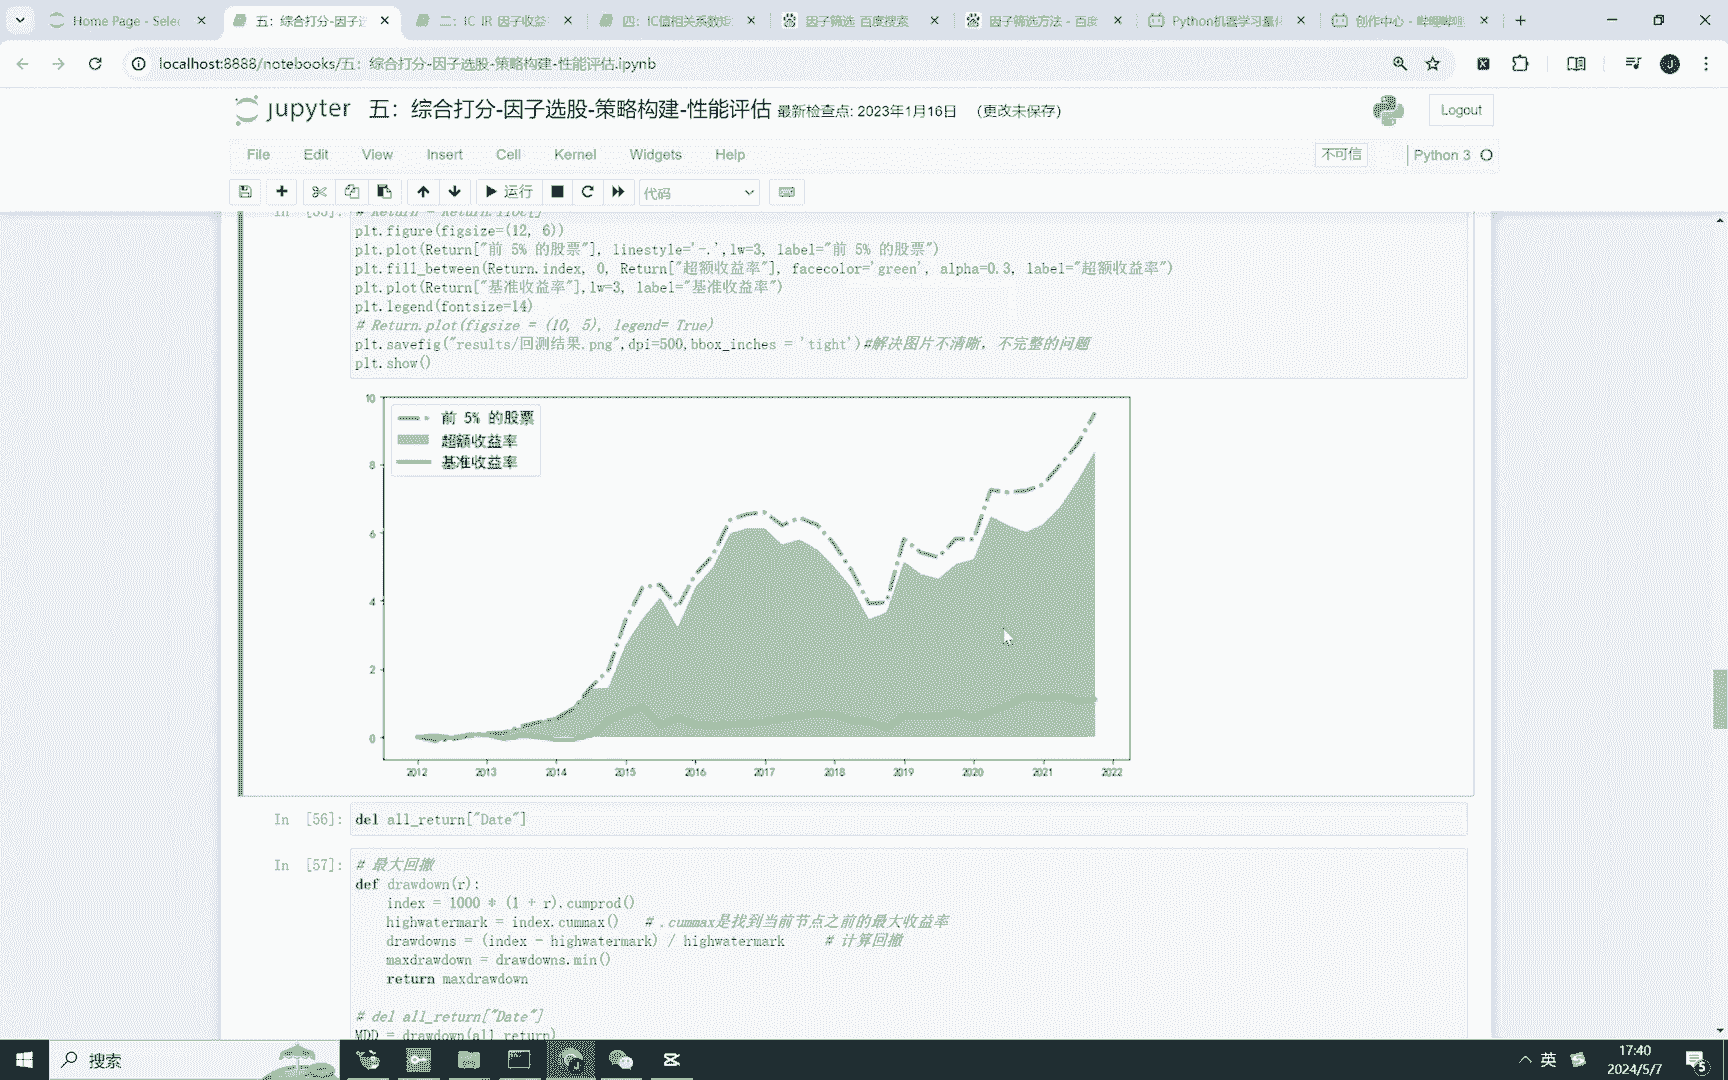 Home Page - Selec
五：综合打分-因子选
二：IC IR 因子收益
四：IC值相关系数矩
因子筛选_百度搜索
因子筛选方法 - 百度
Python机器学习量化
创作中心 - 哔哩哔哩
localhost:8888/notebooks/五：综合打分-因子选股-策略构建-性能评估.ipynb
jupyter 五：综合打分-因子选股-策略构建-性能评估 最新检查点: 2023年1月16日 (更改未保存)
Logout
File Edit View Insert Cell Kernel Widgets Help
不可信
Python 3
运行
代码
In [55]:
# Return = Return.iloc[]
plt.figure(figsize=(12, 6))
plt.plot(Return["前 5% 的股票"], linestyle='-.',lw=3, label="前 5% 的股票")
plt.fill_between(Return.index, 0, Return["超额收益率"], facecolor='green', alpha=0.3, label="超额收益率")
plt.plot(Return["基准收益率"],lw=3, label="基准收益率")
plt.legend(fontsize=14)
# Return.plot(figsize = (10, 5), legend= True)
plt.savefig("results/回测结果.png",dpi=500,bbox_inches = 'tight')#解决图片不清晰，不完整的问题
plt.show()
前 5% 的股票
超额收益率
基准收益率
10
8
6
4
2
0
2012 2013 2014 2015 2016 2017 2018 2019 2020 2021 2022
In [56]: del all_return["Date"]
In [57]: # 最大回撤
def drawdown(r):
index = 1000 * (1 + r).cumprod()
highwatermark = index.cummax() # .cummax是找到当前节点之前的最大收益率
drawdowns = (index - highwatermark) / highwatermark # 计算回撤
maxdrawdown = drawdowns.min()
return maxdrawdown
# del all_return["Date"]
MDD = drawdown(all_return)
搜索
英
17:40
2024/5/7
5